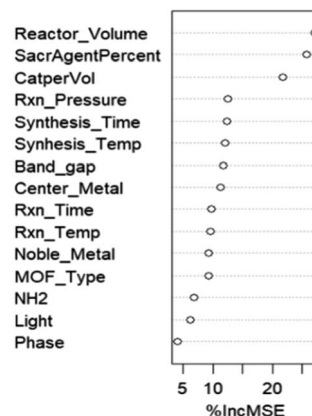 Reactor_Volume
SacrAgentPercent
CatperVol
Rxn_Pressure
Synthesis_Time
Synhesis_Temp
Band_gap
Center_Metal
Rxn_Time
Rxn_Temp
Noble_Metal
MOF_Type
NH2
Light
Phase
5 10 20
%IncMSE